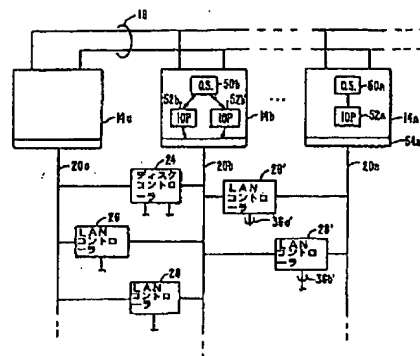 18
O.S.
50b
O.S.
50n
52b
52b'
IOP
IOP
IOP
52n
14a
14b
...
14n
54n
20a
24
20b
20n
ディスク
コントロ
ーラ
28'
LAN
コントロ
ーラ
36a'
26
LAN
コントロ
ーラ
28'
LAN
コントロ
ーラ
36b'
28
LAN
コントロ
ーラ